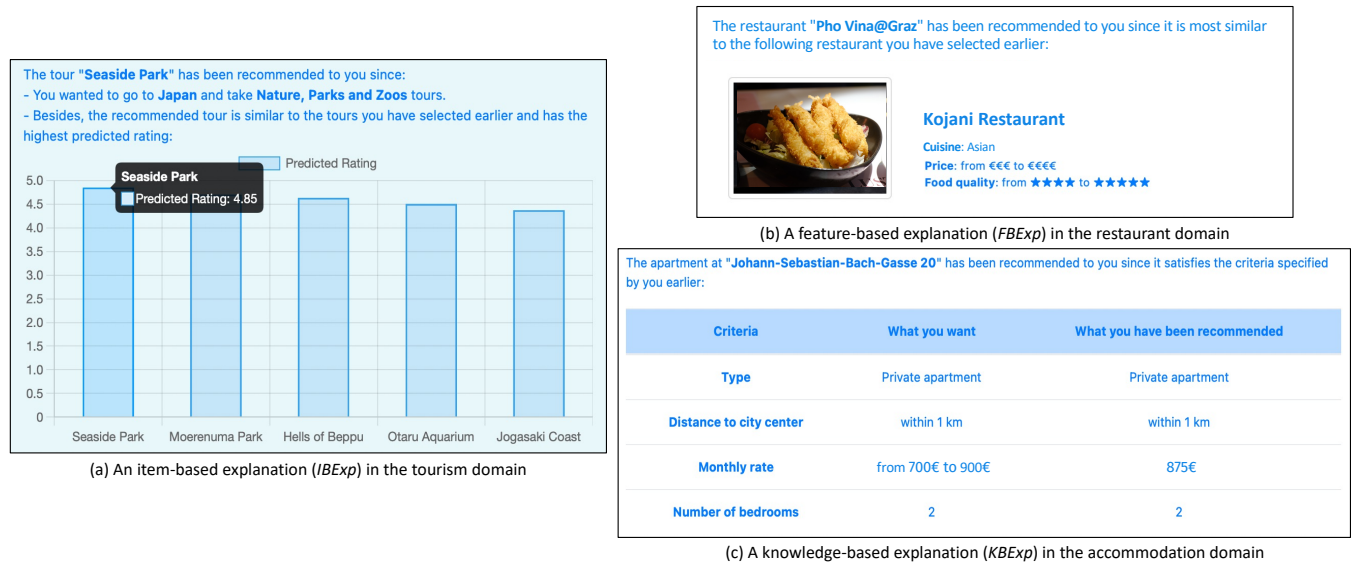 The tour "Seaside Park" has been recommended to you since:
- You wanted to go to Japan and take Nature, Parks and Zoos tours.
- Besides, the recommended tour is similar to the tours you have selected earlier and has the
highest predicted rating:
Predicted Rating
Seaside Park
Predicted Rating: 4.85
5.0
4.5
4.0
3.5
3.0
2.5
2.0
1.5
1.0
0.5
0
Seaside Park Moerenuma Park Hells of Beppu Otaru Aquarium Jogasaki Coast
(a) An item-based explanation (IBExp) in the tourism domain
The restaurant "Pho Vina@Graz" has been recommended to you since it is most similar
to the following restaurant you have selected earlier:
Kojani Restaurant
Cuisine: Asian
Price: from €€€ to €€€€
Food quality: from ★★★★ to ★★★★★
(b) A feature-based explanation (FBExp) in the restaurant domain
The apartment at "Johann-Sebastian-Bach-Gasse 20" has been recommended to you since it satisfies the criteria specified
by you earlier:
Criteria What you want What you have been recommended
Type Private apartment Private apartment
Distance to city center within 1 km within 1 km
Monthly rate from 700€ to 900€ 875€
Number of bedrooms 2 2
(c) A knowledge-based explanation (KBExp) in the accommodation domain